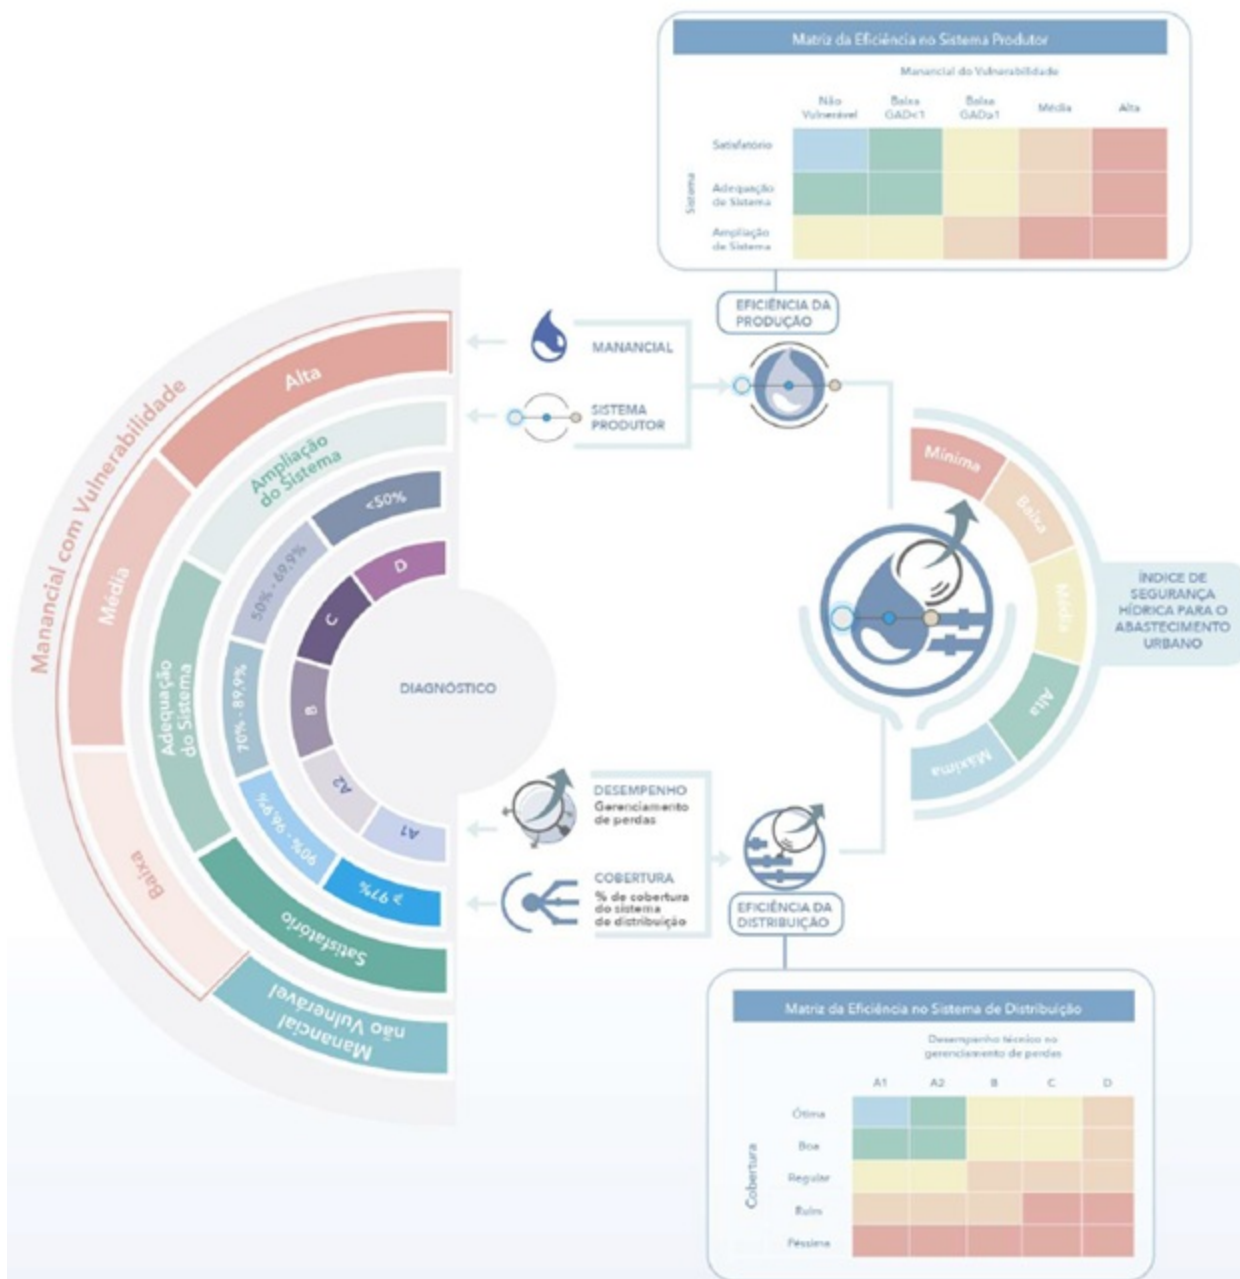 Matriz da Eficiência no Sistema Produtor
Manancial do Vulnerabilidade
Não
Vulnerável
Baixa
GAD<1
Baixa
GAD≥1
Média
Alta
Sistema
Satisfatório
Adequação
de Sistema
Ampliação
de Sistema
EFICIÊNCIA DA
PRODUÇÃO
MANANCIAL
SISTEMA
PRODUTOR
Manancial com Vulnerabilidade
Alta
Média
Baixa
Manancial
não Vulnerável
Ampliação
do Sistema
Adequação
do Sistema
Satisfatório
<50%
50% - 69,9%
70% - 89,9%
90% - 96,9%
≥ 97%
D
C
B
A2
A1
DIAGNÓSTICO
Mínima
Baixa
Média
Alta
Máxima
ÍNDICE DE
SEGURANÇA
HÍDRICA PARA O
ABASTECIMENTO
URBANO
DESEMPENHO
Gerenciamento
de perdas
COBERTURA
% de cobertura
do sistema
de distribuição
EFICIÊNCIA DA
DISTRIBUIÇÃO
Matriz da Eficiência no Sistema de Distribuição
Desempenho técnico no
gerenciamento de perdas
A1 A2 B C D
Cobertura
Ótima
Boa
Regular
Ruim
Péssima